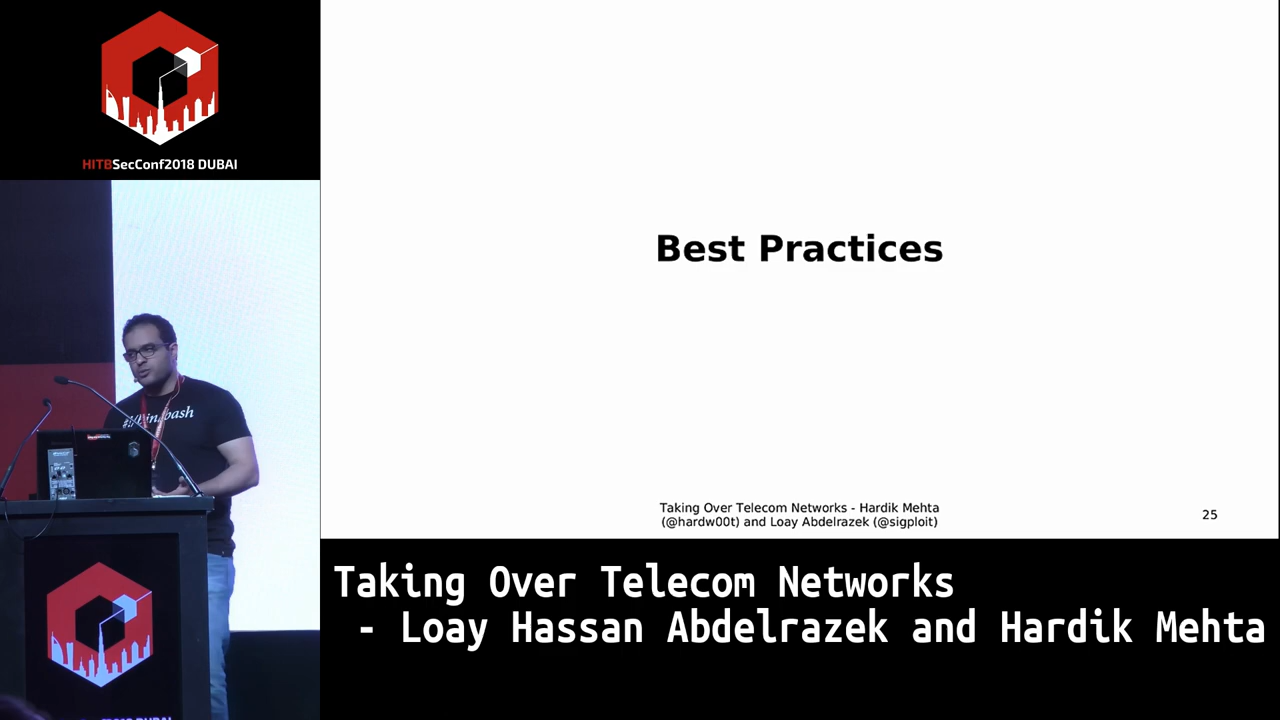 HITBSecConf2018 DUBAI
Best Practices
Taking Over Telecom Networks - Hardik Mehta
(@hardw00t) and Loay Abdelrazek (@sigploit)
25
Taking Over Telecom Networks
- Loay Hassan Abdelrazek and Hardik Mehta